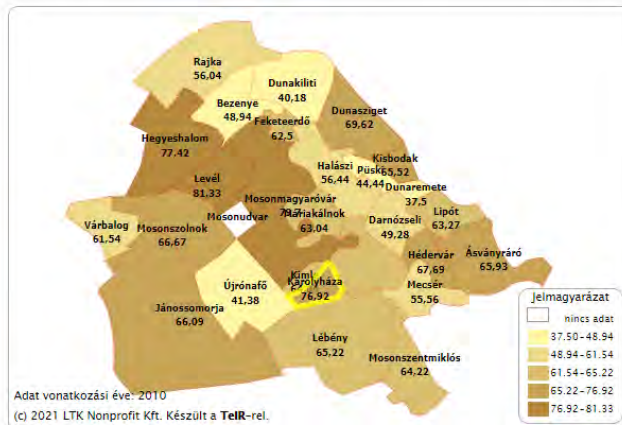 Rajka
56,04
Dunakiliti
40,18
Bezenye
48,94
Dunasziget
69,62
Feketeerdő
62,5
Hegyeshalom
77,42
Halászi
56,44
Kisbodak
65,52
Püski
44,44
Levél
81,33
Dunaremete
37,5
Mosonmagyaróvár
Máriakálnok
63,04
Mosonudvar
Lipót
63,27
Várbalog
61,54
Mosonszolnok
66,67
Darnózseli
49,28
Hédervár
67,69
Ásványráró
65,93
Kiml
Károlyháza
76,92
Mecsér
55,56
Újrónafő
41,38
Jánossomorja
66,09
Lébény
65,22
Mosonszentmiklós
64,22
Jelmagyarázat
nincs adat
37.50-48.94
48.94-61.54
61.54-65.22
65.22-76.92
76.92-81.33
Adat vonatkozási éve: 2010
(c) 2021 LTK Nonprofit Kft. Készült a TeIR-rel.